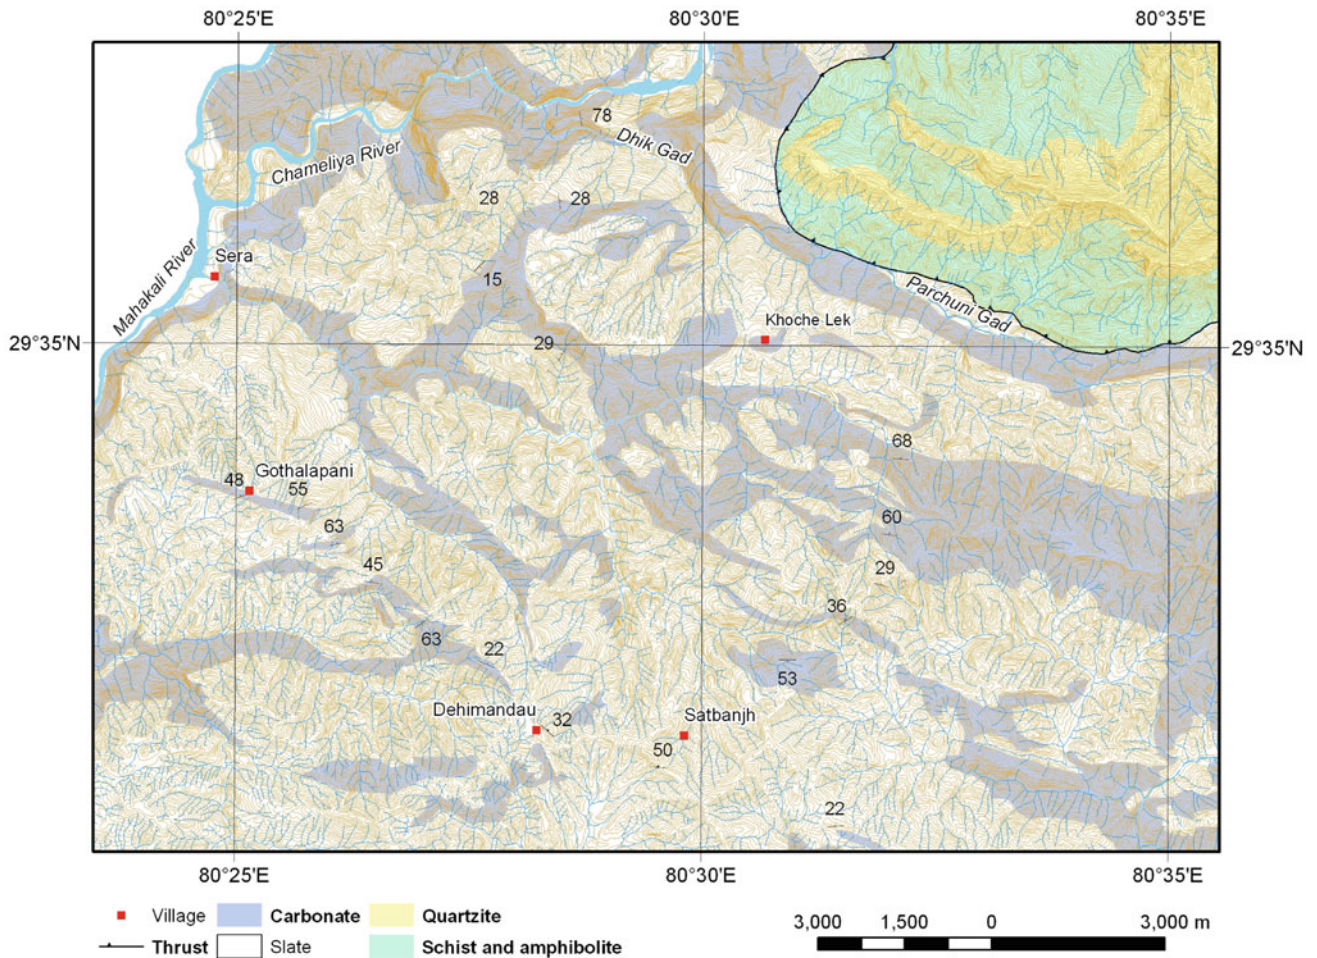 80°25'E 80°30'E 80°35'E
78
Dhik Gad
Chameliya River
28 28
Sera
Mahakali River
15
Parchuni Gad
Khoche Lek
29°35'N 29 29°35'N
68
Gothalapani
48 55
60
63
45 29
36
63 22
53
Dehimandau 32 Satbanjh
50
22
80°25'E 80°30'E 80°35'E
Village Carbonate Quartzite
3,000 1,500 0 3,000 m
Thrust Slate Schist and amphibolite